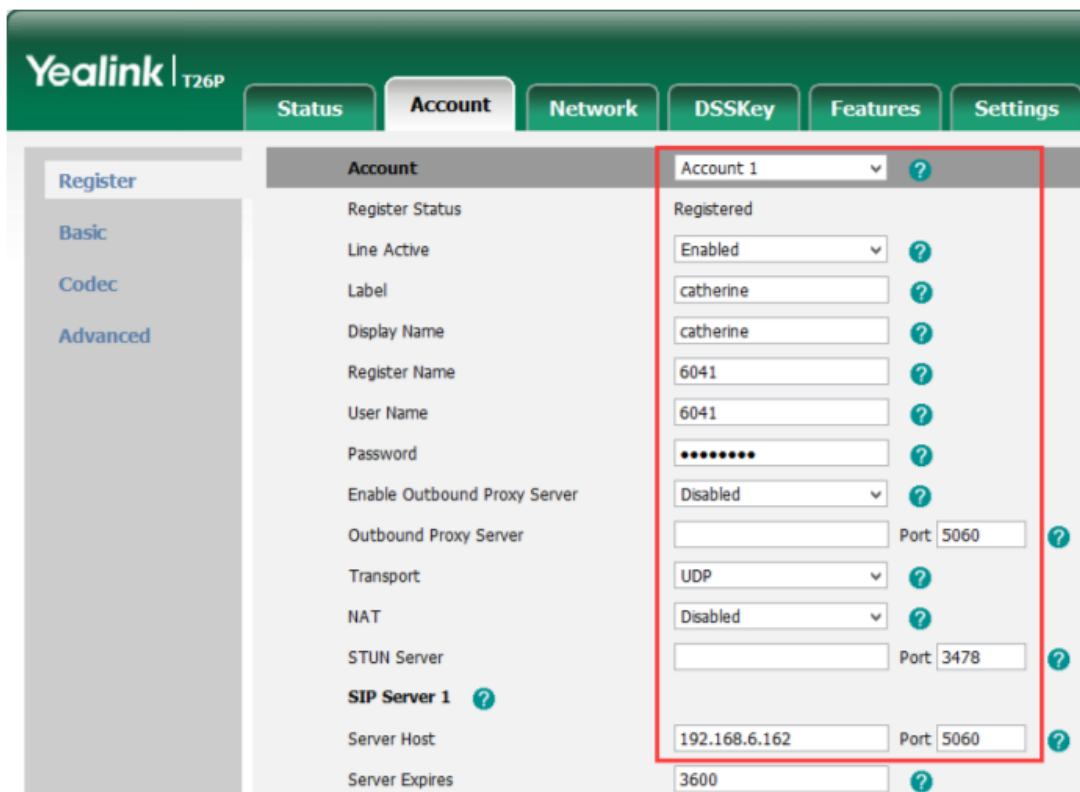 Yealink | T26P
Status Account Network DSSKey Features Settings
Register
Basic
Codec
Advanced
Account Account 1 ?
Register Status Registered
Line Active Enabled ?
Label catherine ?
Display Name catherine ?
Register Name 6041 ?
User Name 6041 ?
Password •••••••• ?
Enable Outbound Proxy Server Disabled ?
Outbound Proxy Server Port 5060 ?
Transport UDP ?
NAT Disabled ?
STUN Server Port 3478 ?
SIP Server 1 ?
Server Host 192.168.6.162 Port 5060 ?
Server Expires 3600 ?